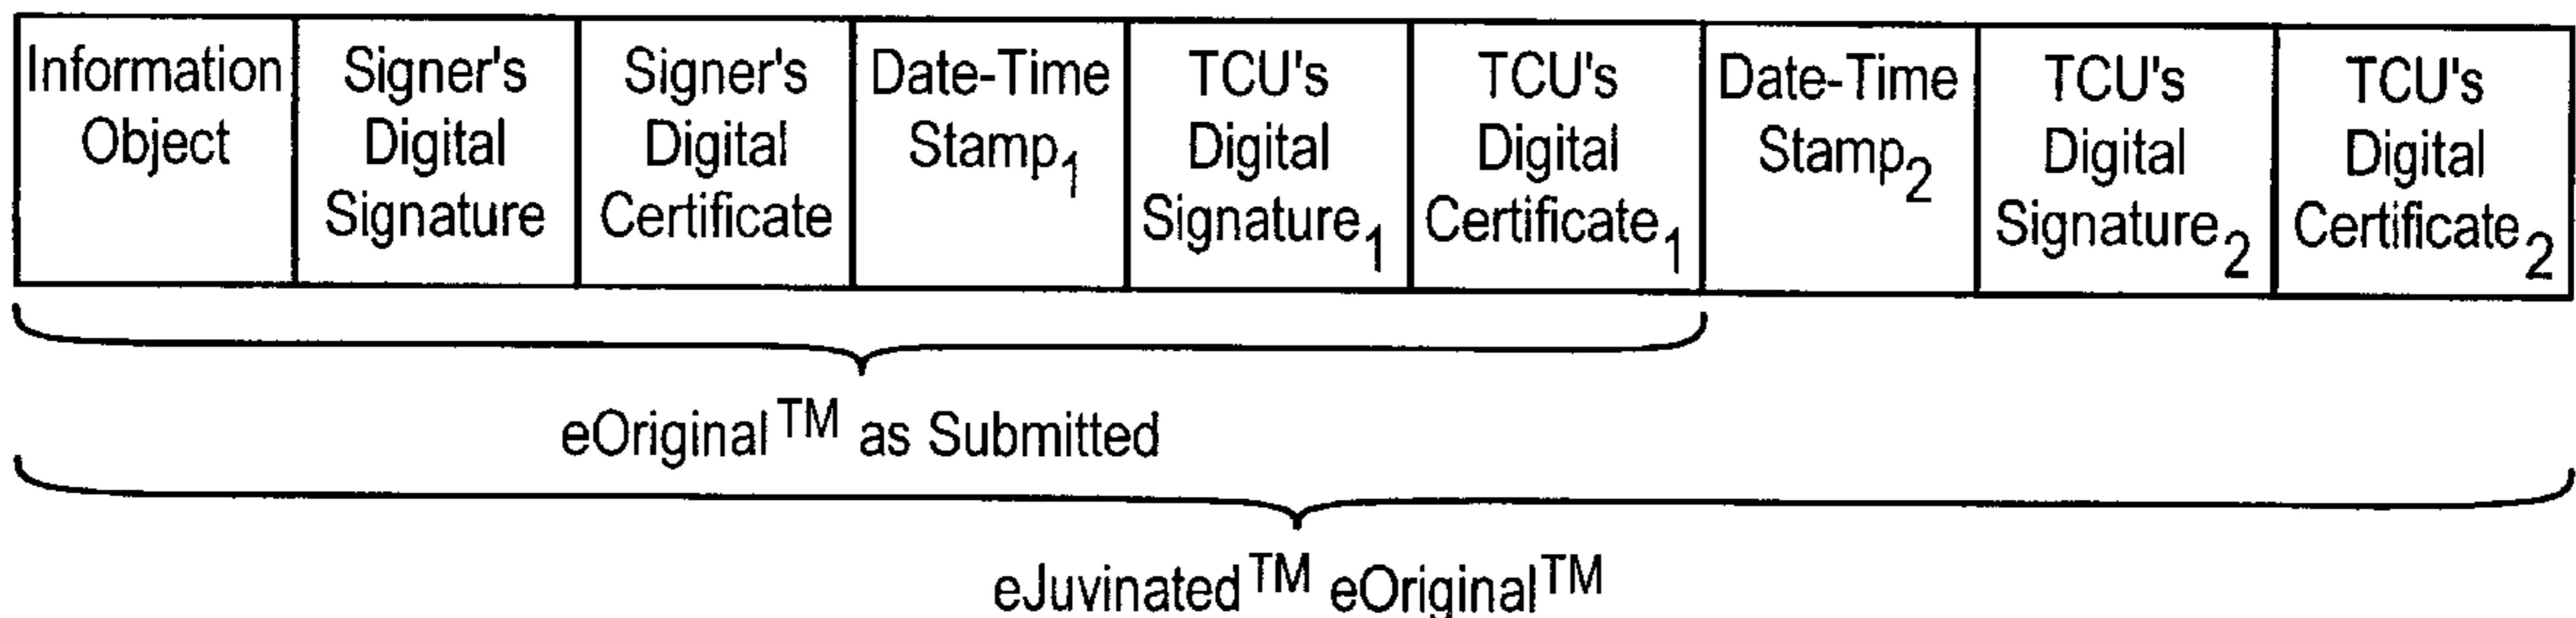 Information
Object
Signer's
Digital
Signature
Signer's
Digital
Certificate
Date-Time
Stamp₁
TCU's
Digital
Signature₁
TCU's
Digital
Certificate₁
Date-Time
Stamp₂
TCU's
Digital
Signature₂
TCU's
Digital
Certificate₂
eOriginal™ as Submitted
eJuvinated™ eOriginal™